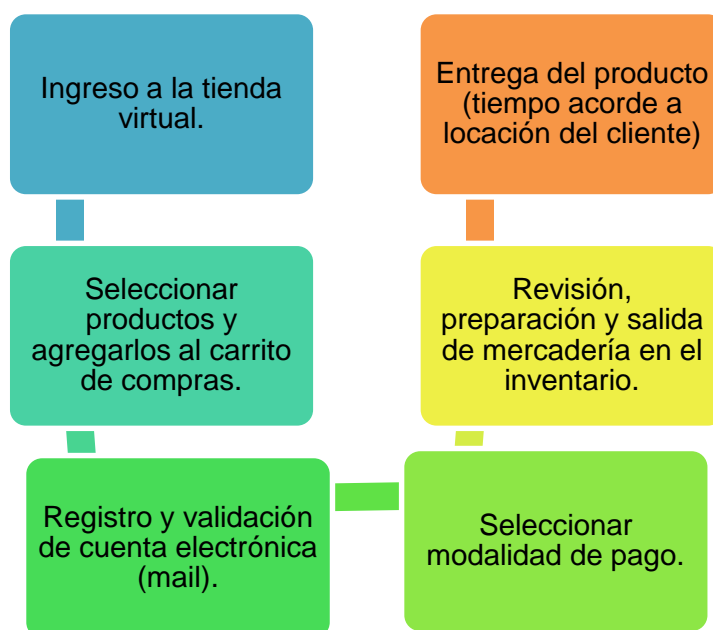 Ingreso a la tienda
virtual.
Seleccionar
productos y
agregarlos al carrito
de compras.
Registro y validación
de cuenta electrónica
(mail).
Seleccionar
modalidad de pago.
Revisión,
preparación y salida
de mercadería en el
inventario.
Entrega del producto
(tiempo acorde a
locación del cliente)